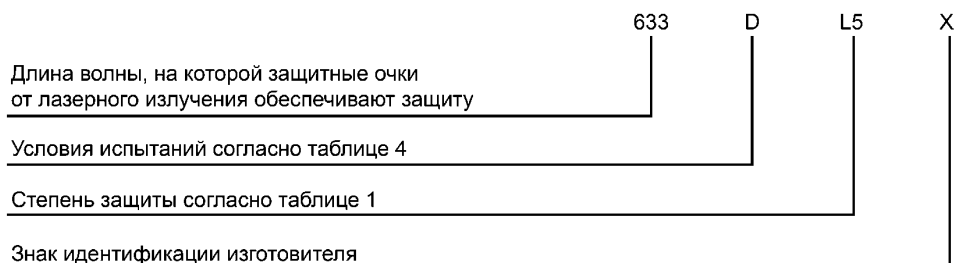 633 D L5 X
Длина волны, на которой защитные очки
от лазерного излучения обеспечивают защиту
Условия испытаний согласно таблице 4
Степень защиты согласно таблице 1
Знак идентификации изготовителя